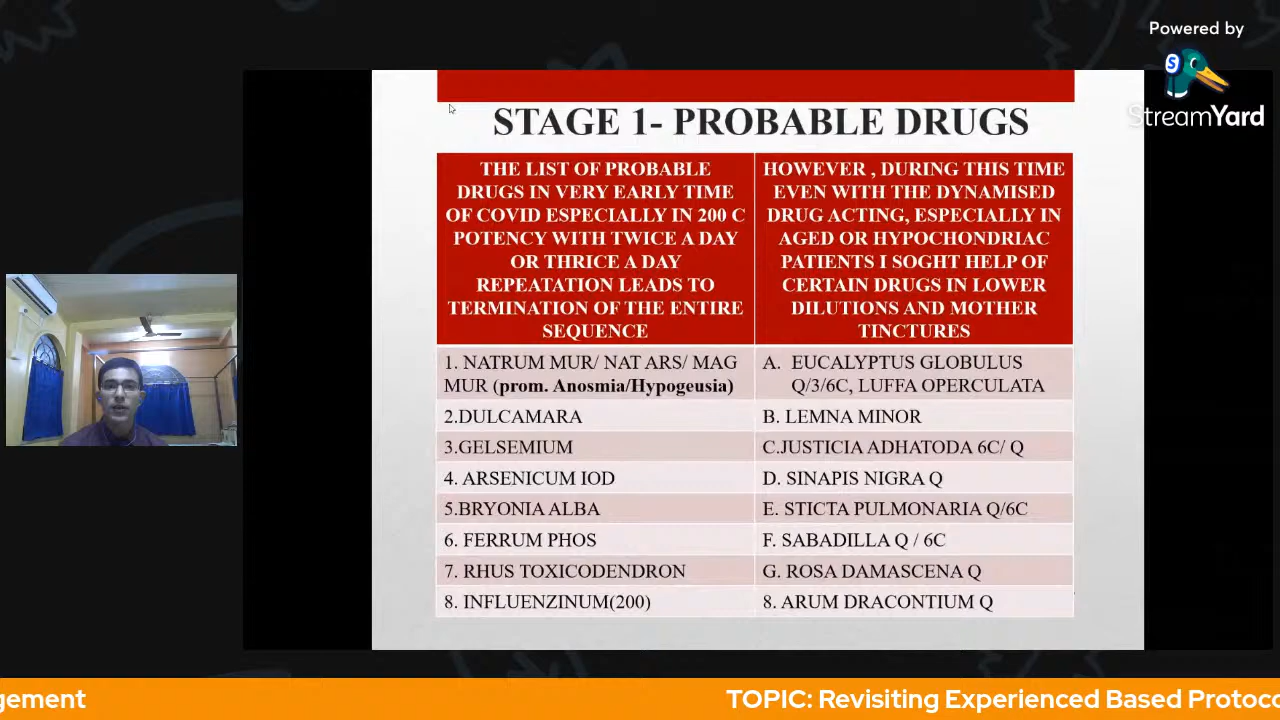 Powered by
S
StreamYard
STAGE 1- PROBABLE DRUGS
THE LIST OF PROBABLE
DRUGS IN VERY EARLY TIME
OF COVID ESPECIALLY IN 200 C
POTENCY WITH TWICE A DAY
OR THRICE A DAY
REPEATATION LEADS TO
TERMINATION OF THE ENTIRE
SEQUENCE
HOWEVER , DURING THIS TIME
EVEN WITH THE DYNAMISED
DRUG ACTING, ESPECIALLY IN
AGED OR HYPOCHONDRIAC
PATIENTS I SOGHT HELP OF
CERTAIN DRUGS IN LOWER
DILUTIONS AND MOTHER
TINCTURES
1. NATRUM MUR/ NAT ARS/ MAG
MUR (prom. Anosmia/Hypogeusia)
A. EUCALYPTUS GLOBULUS
Q/3/6C, LUFFA OPERCULATA
2.DULCAMARA
B. LEMNA MINOR
3.GELSEMIUM
C.JUSTICIA ADHATODA 6C/ Q
4. ARSENICUM IOD
D. SINAPIS NIGRA Q
5.BRYONIA ALBA
E. STICTA PULMONARIA Q/6C
6. FERRUM PHOS
F. SABADILLA Q / 6C
7. RHUS TOXICODENDRON
G. ROSA DAMASCENA Q
8. INFLUENZINUM(200)
8. ARUM DRACONTIUM Q
gement
TOPIC: Revisiting Experienced Based Protoco